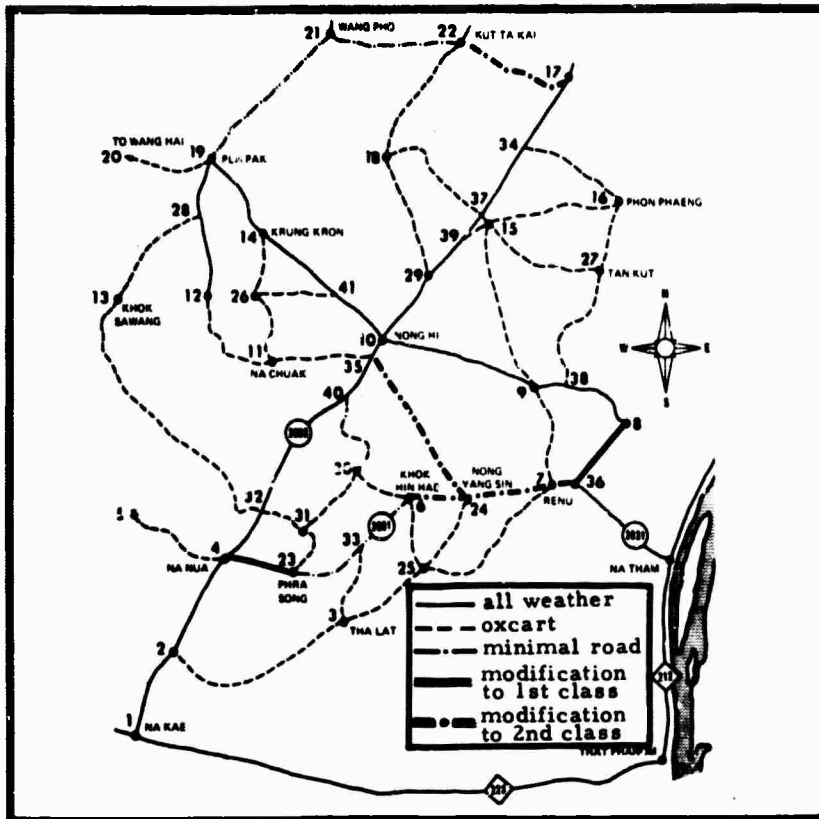 21
WANG PHO
22
KUT TA KAI
17
TO WANG HAI
20
19
34
18
16
PHON PHAENG
28
37
15
14
KRUNG KRON
39
27
TAN KUT
29
13
KHOK
SAWANG
12
26
41
10
NONG HI
N
W
E
S
11
NA CHUAK
35
9
38
40
8
KHOK
HIN HAE
NONG
YANG SIN
7
RENU
36
32
31
24
4
NA NUA
23
PHRA
SONG
33
25
2031
NA THAM
3
THA LAT
2
1
NA KAE
all weather
oxcart
minimal road
modification
to 1st class
modification
to 2nd class